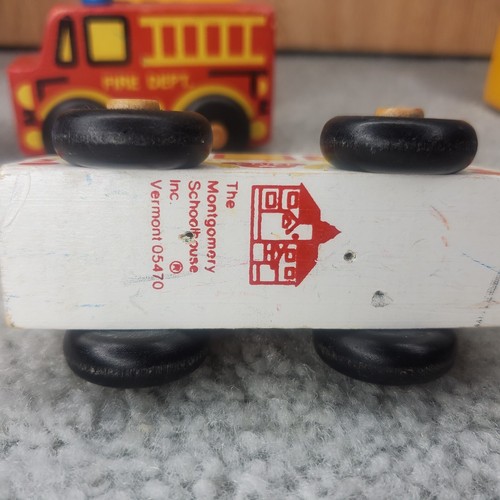 FIRE DEPT.
The
Montgomery
Schoolhouse
Inc. ®
Vermont 05470